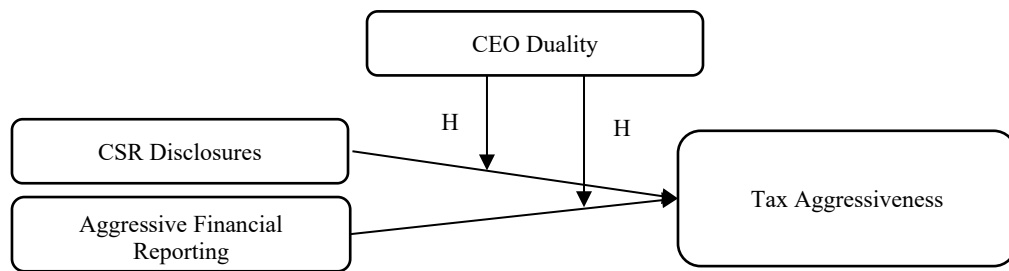 CEO Duality
H
H
CSR Disclosures
Tax Aggressiveness
Aggressive Financial
Reporting